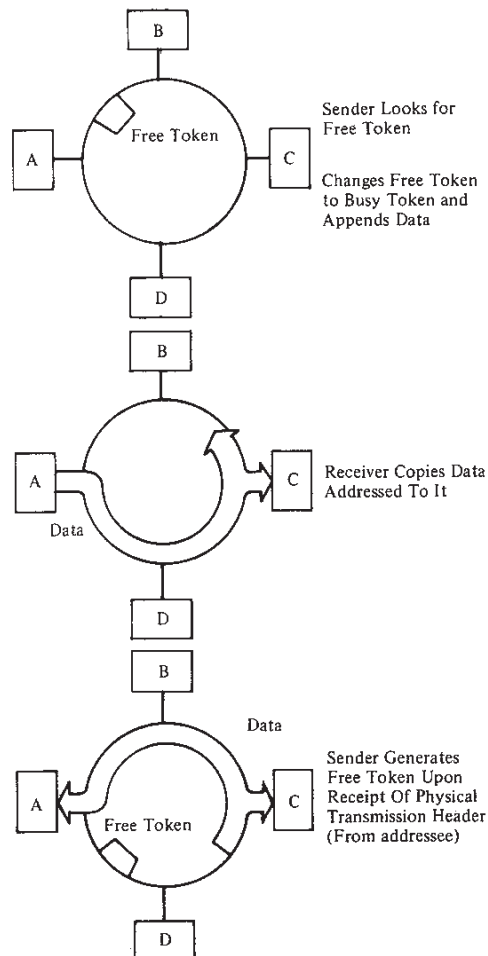 B
Free Token
A
C
Sender Looks for
Free Token
Changes Free Token
to Busy Token and
Appends Data
D
B
A
C
Receiver Copies Data
Addressed To It
Data
D
B
Data
A
C
Sender Generates
Free Token Upon
Receipt Of Physical
Transmission Header
(From addressee)
Free Token
D